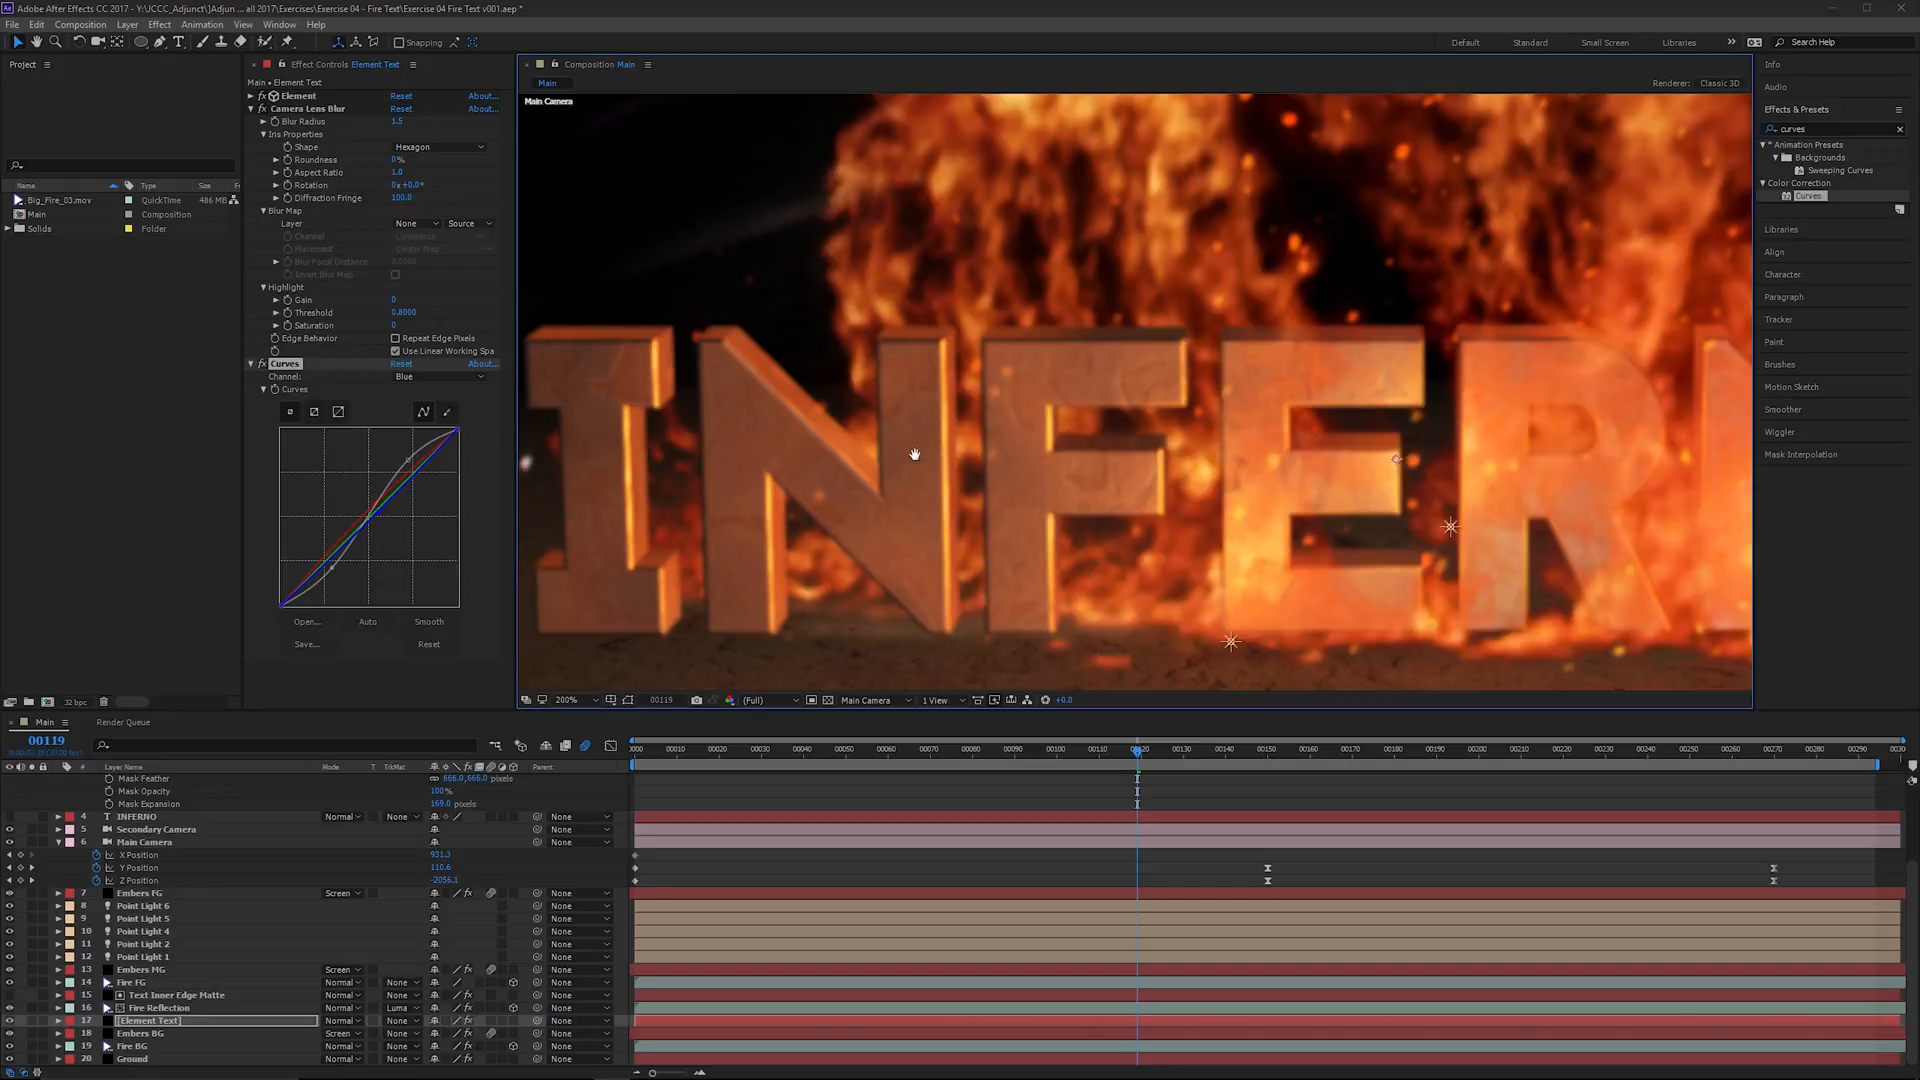 Adobe After Effects CC 2017 - Y:\JCCC_Adjunct\]Adjun ... all 2017\Exercises\Exercise 04 - Fire Text\Exercise 04 Fire Text v001.aep *
File Edit Composition Layer Effect Animation View Window Help
Snapping
Default Standard Small Screen Libraries Search Help
Project
Name Type Size
Big_Fire_03.mov QuickTime 486 MB
Main Composition
Solids Folder
32 bpc
Effect Controls Element Text
Main • Element Text
fx Element Reset About...
fx Camera Lens Blur Reset About...
Blur Radius 1.5
Iris Properties
Shape Hexagon
Roundness 0%
Aspect Ratio 1.0
Rotation 0x+0.0°
Diffraction Fringe 100.0
Blur Map
Layer None Source
Channel Luminance
Placement Center Map
Blur Focal Distance 0.0000
Invert Blur Map
Highlight
Gain 0
Threshold 0.8000
Saturation 0
Edge Behavior Repeat Edge Pixels
Use Linear Working Spa
fx Curves Reset About...
Channel: Blue
Curves
Open... Auto Smooth
Save... Reset
Composition Main
Main
Renderer: Classic 3D
Main Camera
INFER
200% 00119 (Full) Main Camera 1 View +0.0
Info
Audio
Effects & Presets
curves
* Animation Presets
Backgrounds
Sweeping Curves
Color Correction
Curves
Libraries
Align
Character
Paragraph
Tracker
Paint
Brushes
Motion Sketch
Smoother
Wiggler
Mask Interpolation
Main Render Queue
00119
# Layer Name Mode T TrkMat Parent
0000 00010 00020 00030 00040 00050 00060 00070 00080 00090 00100 00110 00120 00130 00140 00150 00160 00170 00180 00190 00200 00210 00220 00230 00240 00250 00260 00270 00280 00290 0030
Mask Feather 666.0,666.0 pixels
Mask Opacity 100%
Mask Expansion 169.0 pixels
4 T INFERNO Normal None None
5 Secondary Camera None
6 Main Camera None
X Position 931.3
Y Position 110.6
Z Position -2056.1
7 Embers FG Screen None
8 Point Light 6 None
9 Point Light 5 None
10 Point Light 4 None
11 Point Light 2 None
12 Point Light 1 None
13 Embers MG Screen None None
14 Fire FG Normal None None
15 Text Inner Edge Matte Normal None None
16 Fire Reflection Normal Luma None
17 [Element Text] Normal None None
18 Embers BG Screen None None
19 Fire BG Normal None None
20 Ground Normal None None